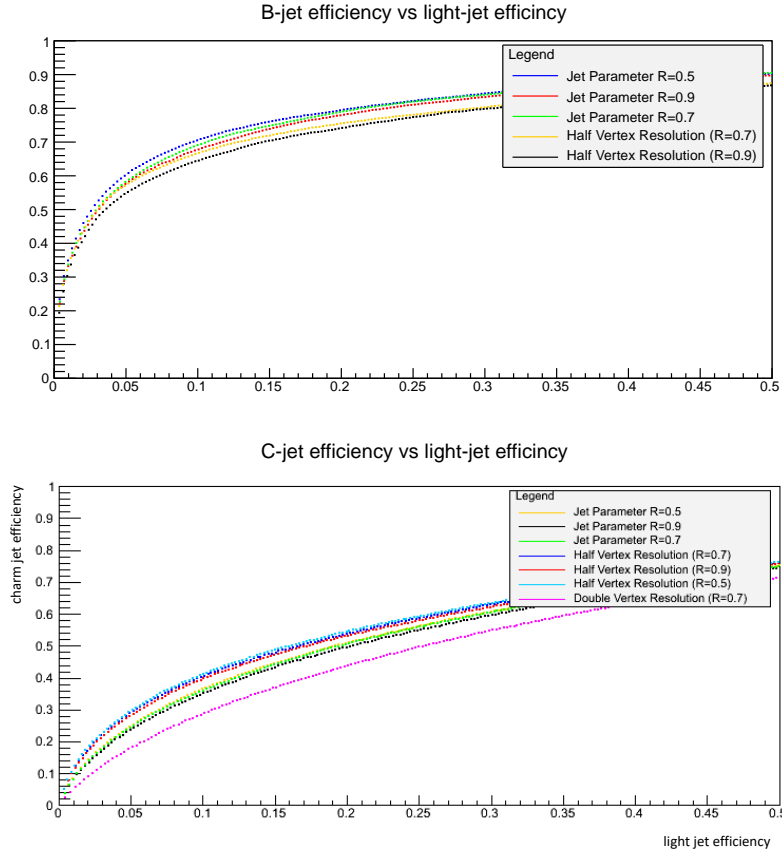 B-jet efficiency vs light-jet efficincy
1
0.9
0.8
0.7
0.6
0.5
0.4
0.3
0.2
0.1
0
Legend
Jet Parameter R=0.5
Jet Parameter R=0.9
Jet Parameter R=0.7
Half Vertex Resolution (R=0.7)
Half Vertex Resolution (R=0.9)
0 0.05 0.1 0.15 0.2 0.25 0.3 0.35 0.4 0.45 0.5
C-jet efficiency vs light-jet efficincy
charm jet efficiency
1
0.9
0.8
0.7
0.6
0.5
0.4
0.3
0.2
0.1
0
Legend
Jet Parameter R=0.5
Jet Parameter R=0.9
Jet Parameter R=0.7
Half Vertex Resolution (R=0.7)
Half Vertex Resolution (R=0.9)
Half Vertex Resolution (R=0.5)
Double Vertex Resolution (R=0.7)
0 0.05 0.1 0.15 0.2 0.25 0.3 0.35 0.4 0.45 0.5
light jet efficiency